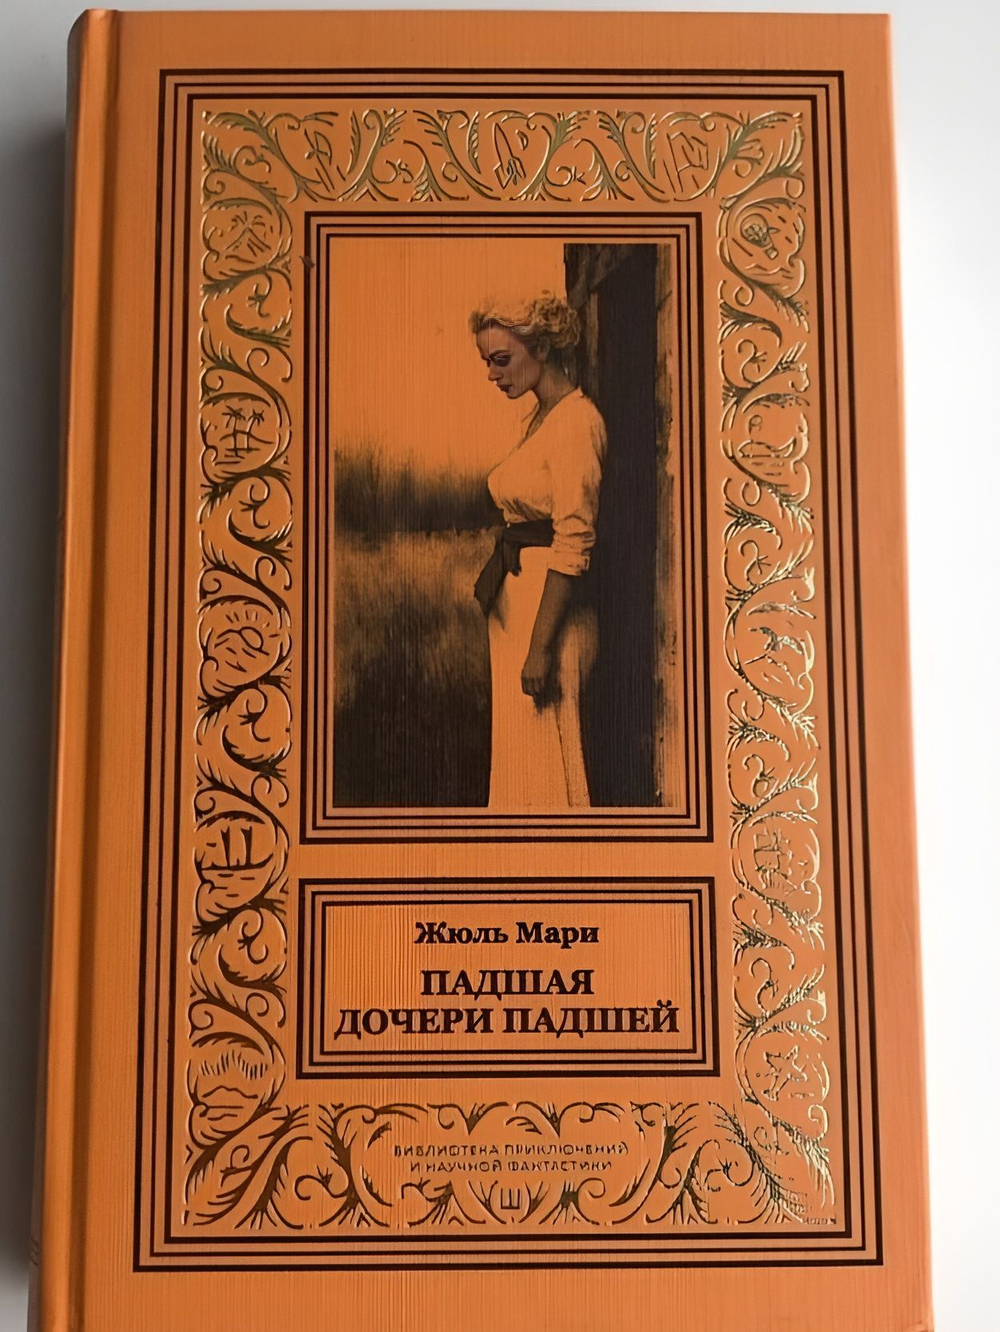 Жюль Мари
ПАДШАЯ
ДОЧЕРИ ПАДШЕЙ
БИБЛИОТЕКА ПРИКЛЮЧЕНИЙ
И НАУЧНОЙ ФАНТАСТИКИ
Ш